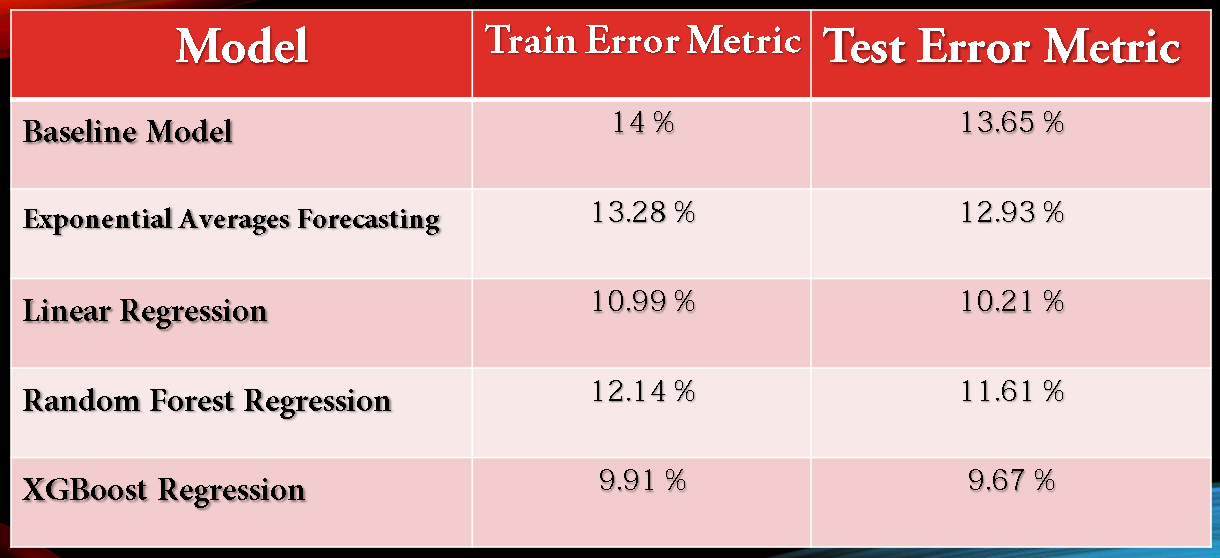 Model Train Error Metric Test Error Metric
Baseline Model 14 % 13.65 %
Exponential Averages Forecasting 13.28 % 12.93 %
Linear Regression 10.99 % 10.21 %
Random Forest Regression 12.14 % 11.61 %
XGBoost Regression 9.91 % 9.67 %